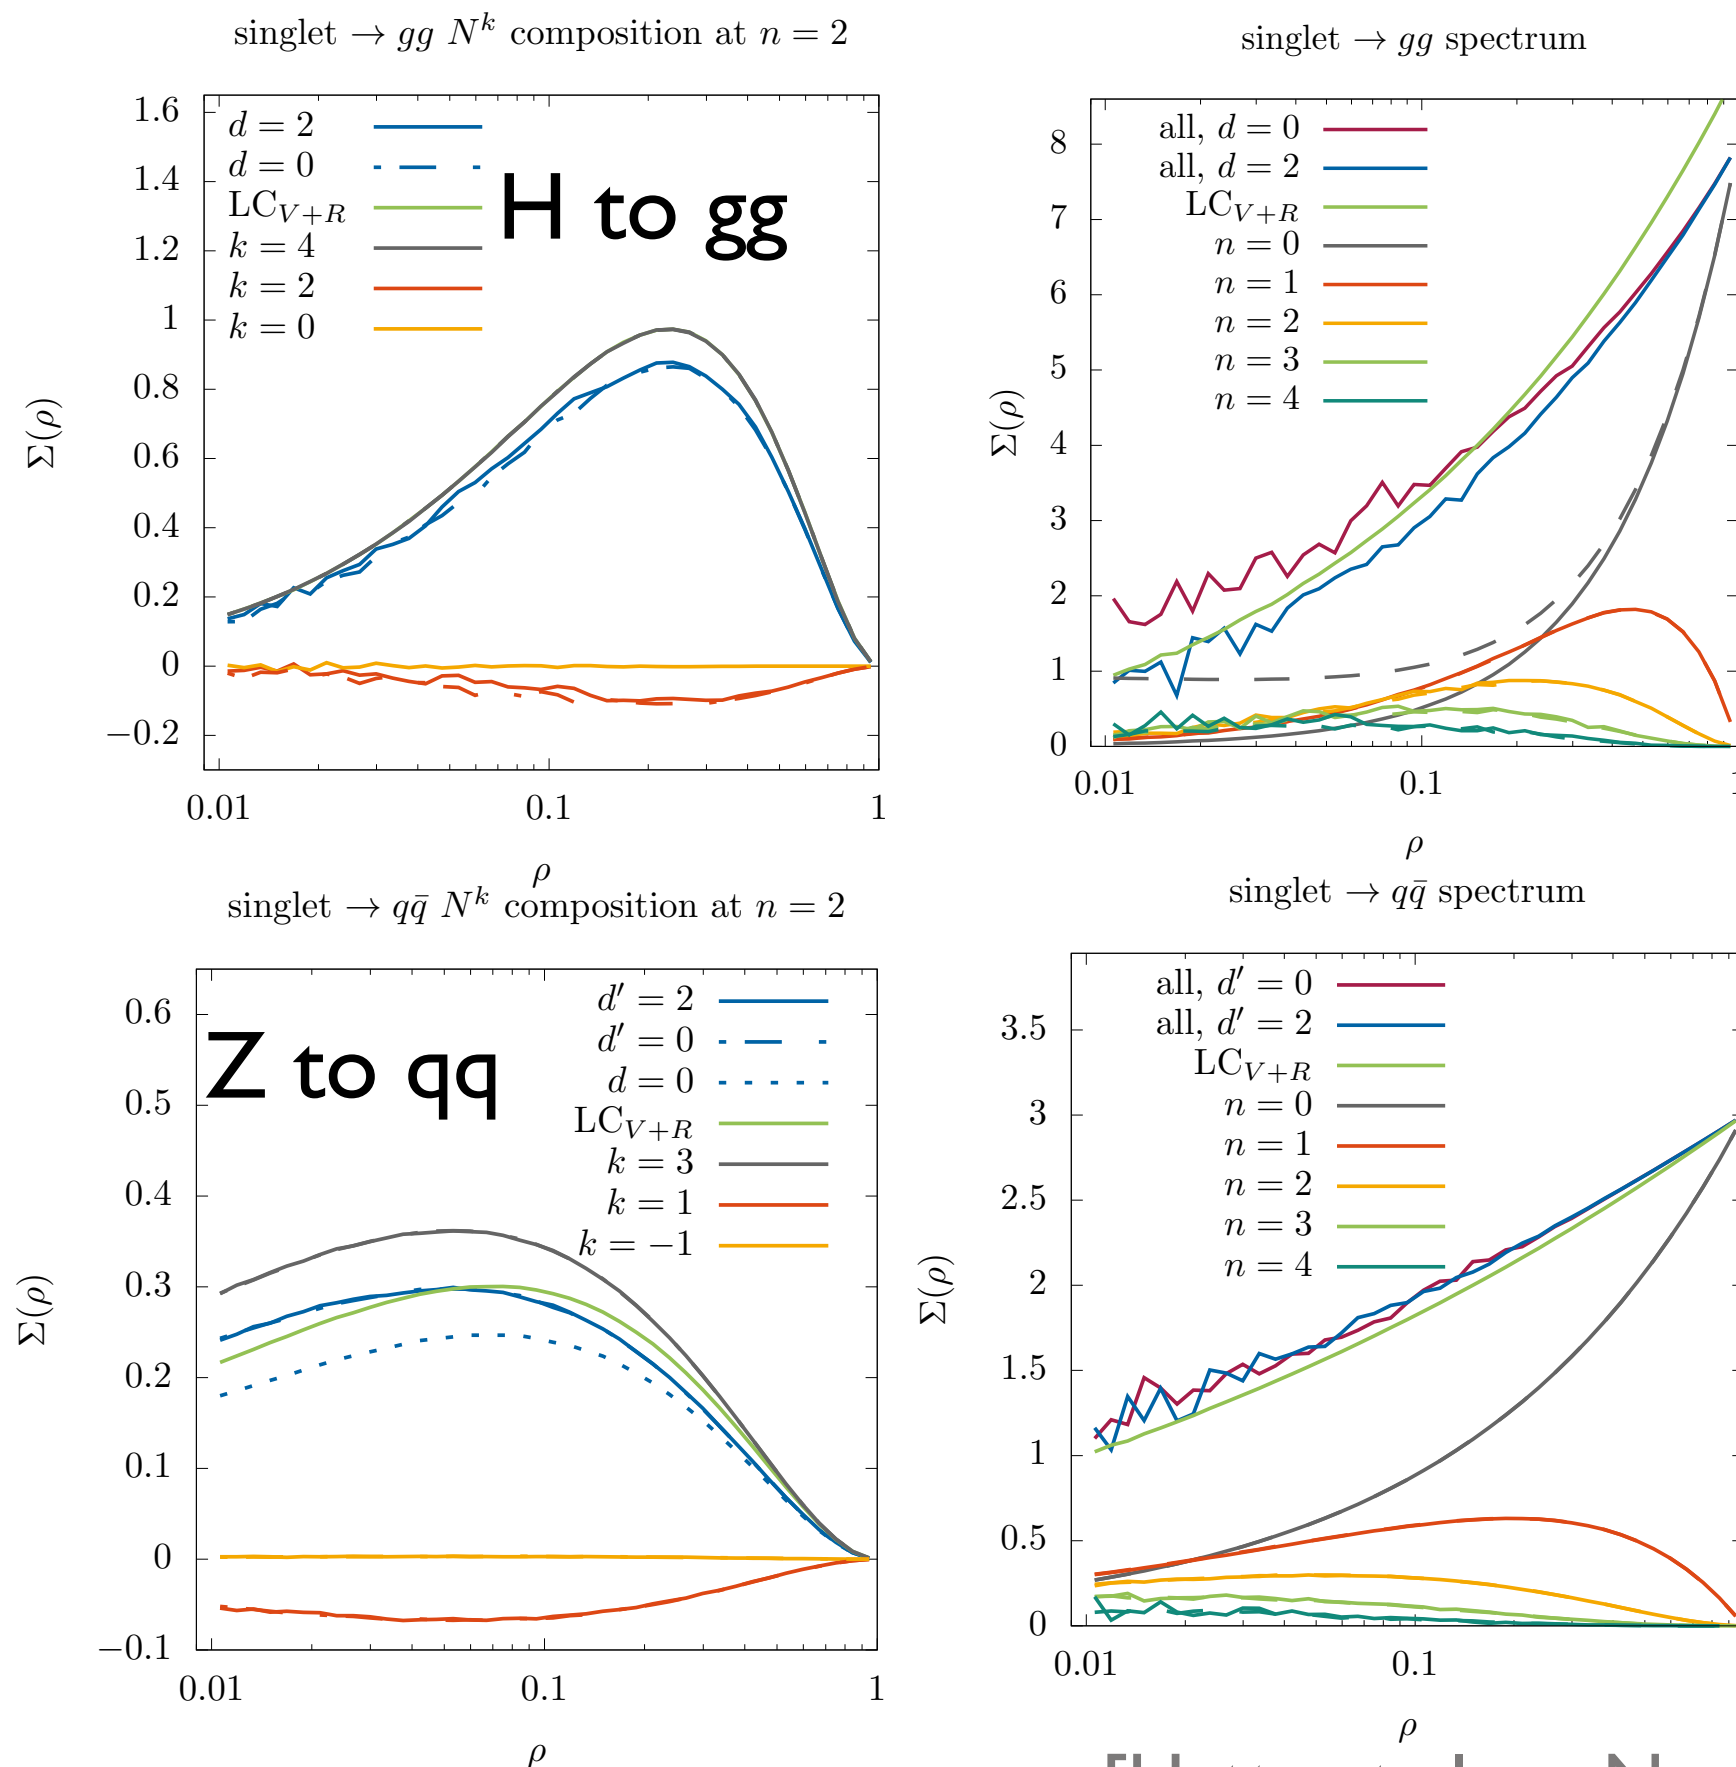 singlet → gg N^k composition at n = 2
1.6
1.4
1.2
1
0.8
0.6
0.4
0.2
0
−0.2
0.01
0.1
1
Σ(ρ)
ρ
d = 2
d = 0
LC_{V+R}
k = 4
k = 2
k = 0
H to gg
singlet → gg spectrum
8
7
6
5
4
3
2
1
0
0.01
0.1
1
Σ(ρ)
ρ
all, d = 0
all, d = 2
LC_{V+R}
n = 0
n = 1
n = 2
n = 3
n = 4
singlet → qq̄ N^k composition at n = 2
0.6
0.5
0.4
0.3
0.2
0.1
0
−0.1
0.01
0.1
1
Σ(ρ)
ρ
d′ = 2
d′ = 0
d = 0
LC_{V+R}
k = 3
k = 1
k = −1
Z to qq
singlet → qq̄ spectrum
3.5
3
2.5
2
1.5
1
0.5
0
0.01
0.1
Σ(ρ)
ρ
all, d′ = 0
all, d′ = 2
LC_{V+R}
n = 0
n = 1
n = 2
n = 3
n = 4